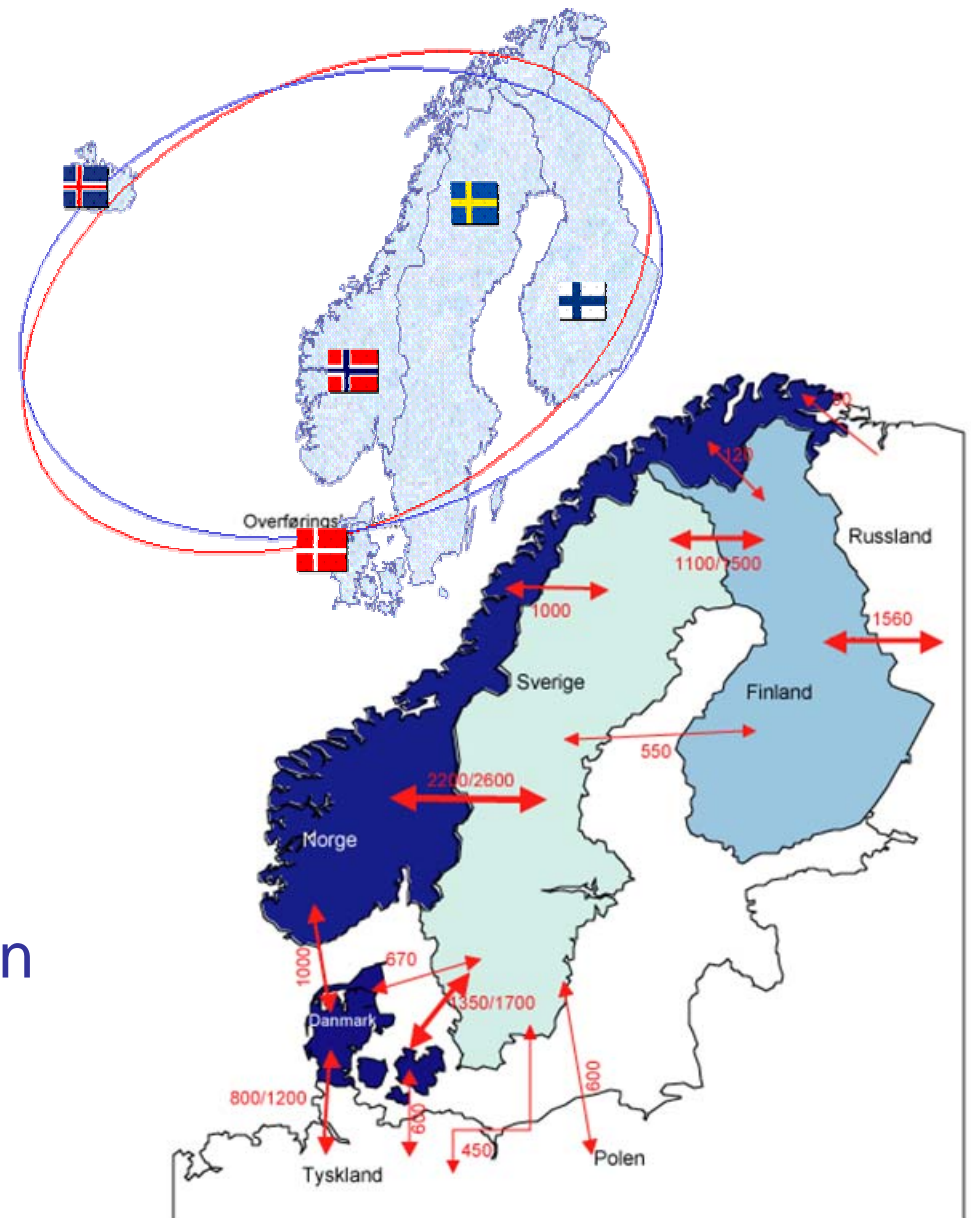 Overførings
Russland
120
1100/1500
1000
1560
Sverige
Finland
550
2200/2600
Norge
n
1000
670
1350/1700
Danmark
800/1200
600
600
450
Tyskland
Polen